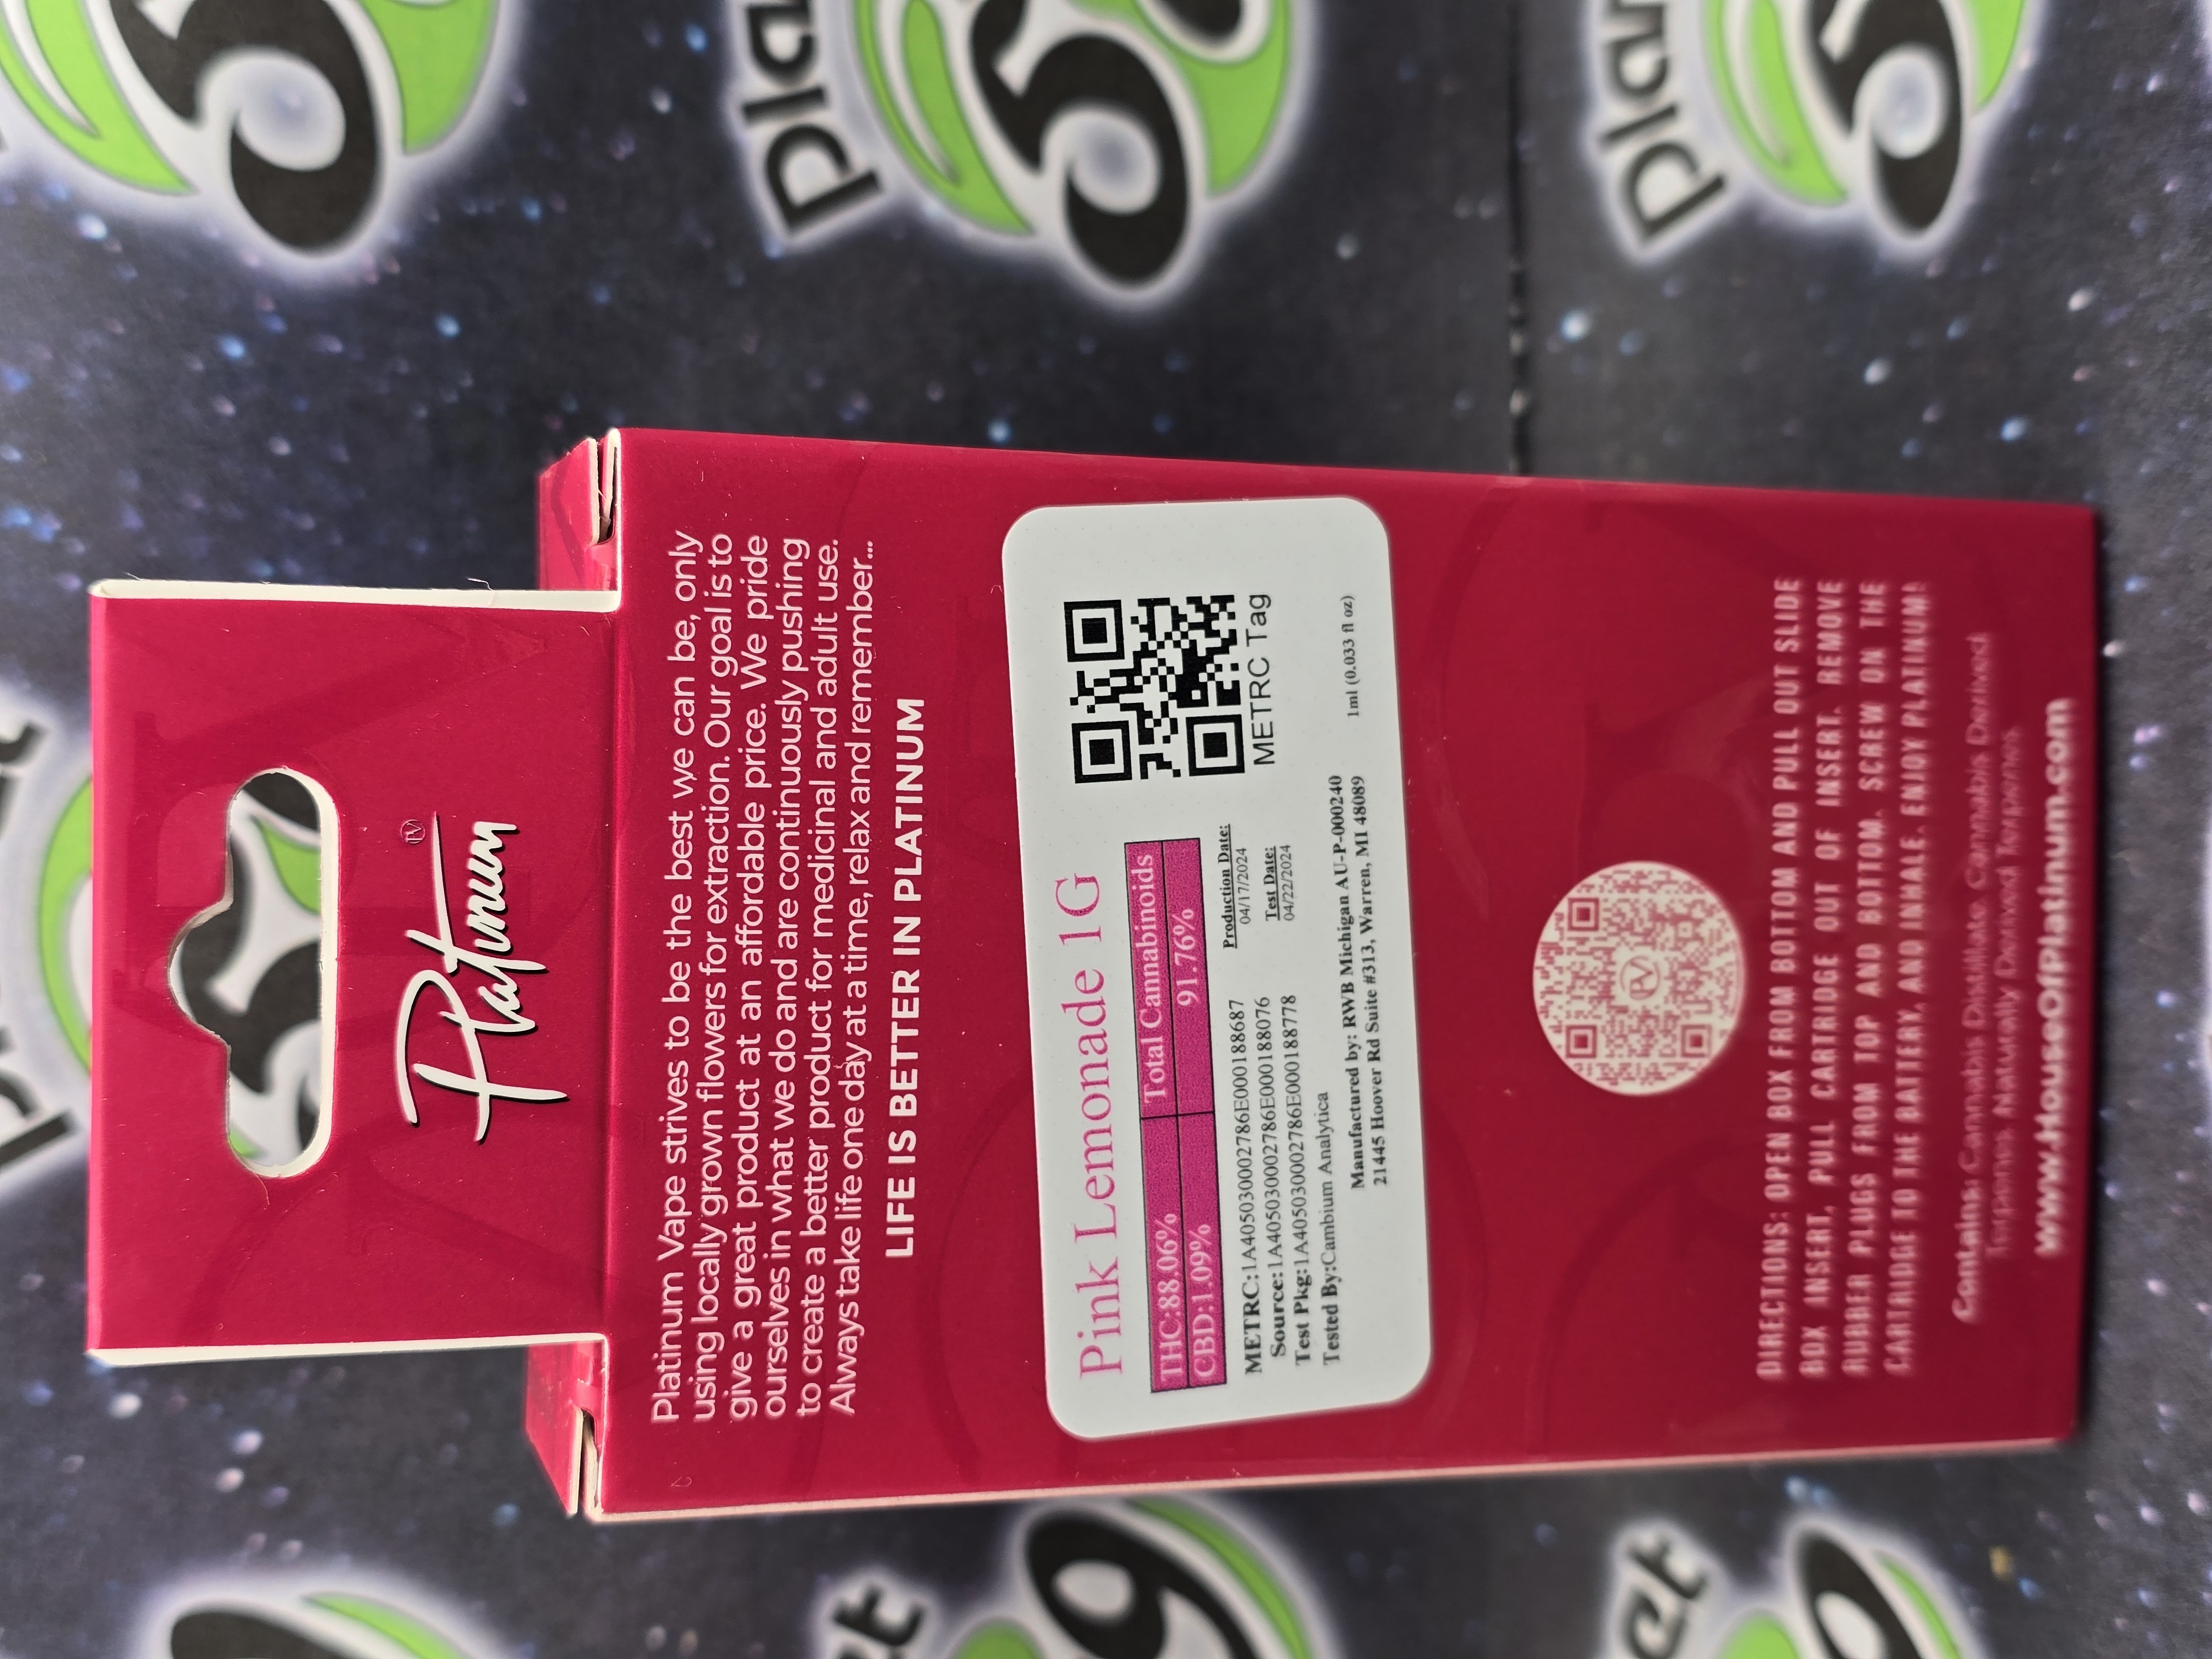 Platinum
Platinum Vape strives to be the best we can be, only
using locally grown flowers for extraction. Our goal is to
give a great product at an affordable price. We pride
ourselves in what we do and are continuously pushing
to create a better product for medicinal and adult use.
Always take life one day at a time, relax and remember...
LIFE IS BETTER IN PLATINUM
Pink Lemonade 1G
THC:88.06% Total Cannabinoids
CBD:1.09% 91.76%
METRC Tag
METRC:1A4050300002786E000188687
Source:1A4050300002786E000188076
Test Pkg:1A4050300002786E000188778
Tested By:Cambium Analytica
Production Date:
04/17/2024
Test Date:
04/22/2024
Manufactured by: RWB Michigan AU-P-000240
21445 Hoover Rd Suite #313, Warren, MI 48089
1ml (0.033 fl oz)
PV
DIRECTIONS: OPEN BOX FROM BOTTOM AND PULL OUT SLIDE
BOX INSERT, PULL CARTRIDGE OUT OF INSERT. REMOVE
RUBBER PLUGS FROM TOP AND BOTTOM. SCREW ON THE
CARTRIDGE TO THE BATTERY, AND INHALE. ENJOY PLATINUM!
Contains: Cannabis Distillate, Cannabis Derived
Terpenes, Naturally Derived Terpenes.
www.HouseOfPlatinum.com